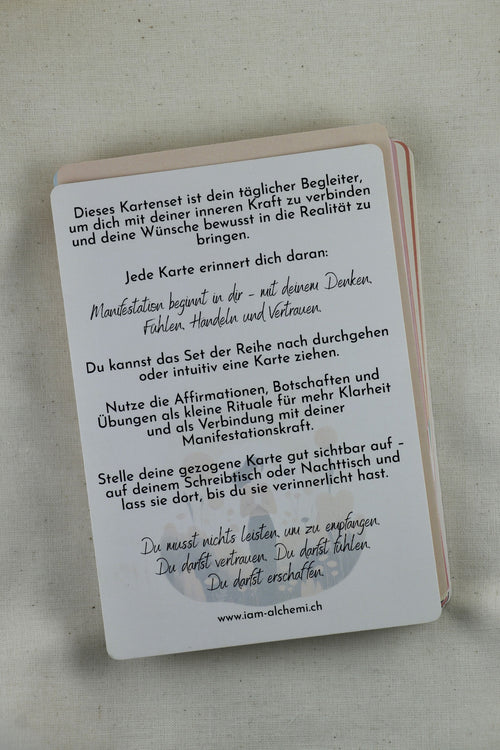 Dieses Kartenset ist dein täglicher Begleiter,
um dich mit deiner inneren Kraft zu verbinden
und deine Wünsche bewusst in die Realität zu
bringen.
Jede Karte erinnert dich daran:
Manifestation beginnt in dir – mit deinem Denken,
Fühlen, Handeln und Vertrauen.
Du kannst das Set der Reihe nach durchgehen
oder intuitiv eine Karte ziehen.
Nutze die Affirmationen, Botschaften und
Übungen als kleine Rituale für mehr Klarheit
und als Verbindung mit deiner
Manifestationskraft.
Stelle deine gezogene Karte gut sichtbar auf –
auf deinem Schreibtisch oder Nachttisch und
lass sie dort, bis du sie verinnerlicht hast.
Du musst nichts leisten, um zu empfangen.
Du darfst vertrauen. Du darfst fühlen.
Du darfst erschaffen.
www.iam-alchemi.ch